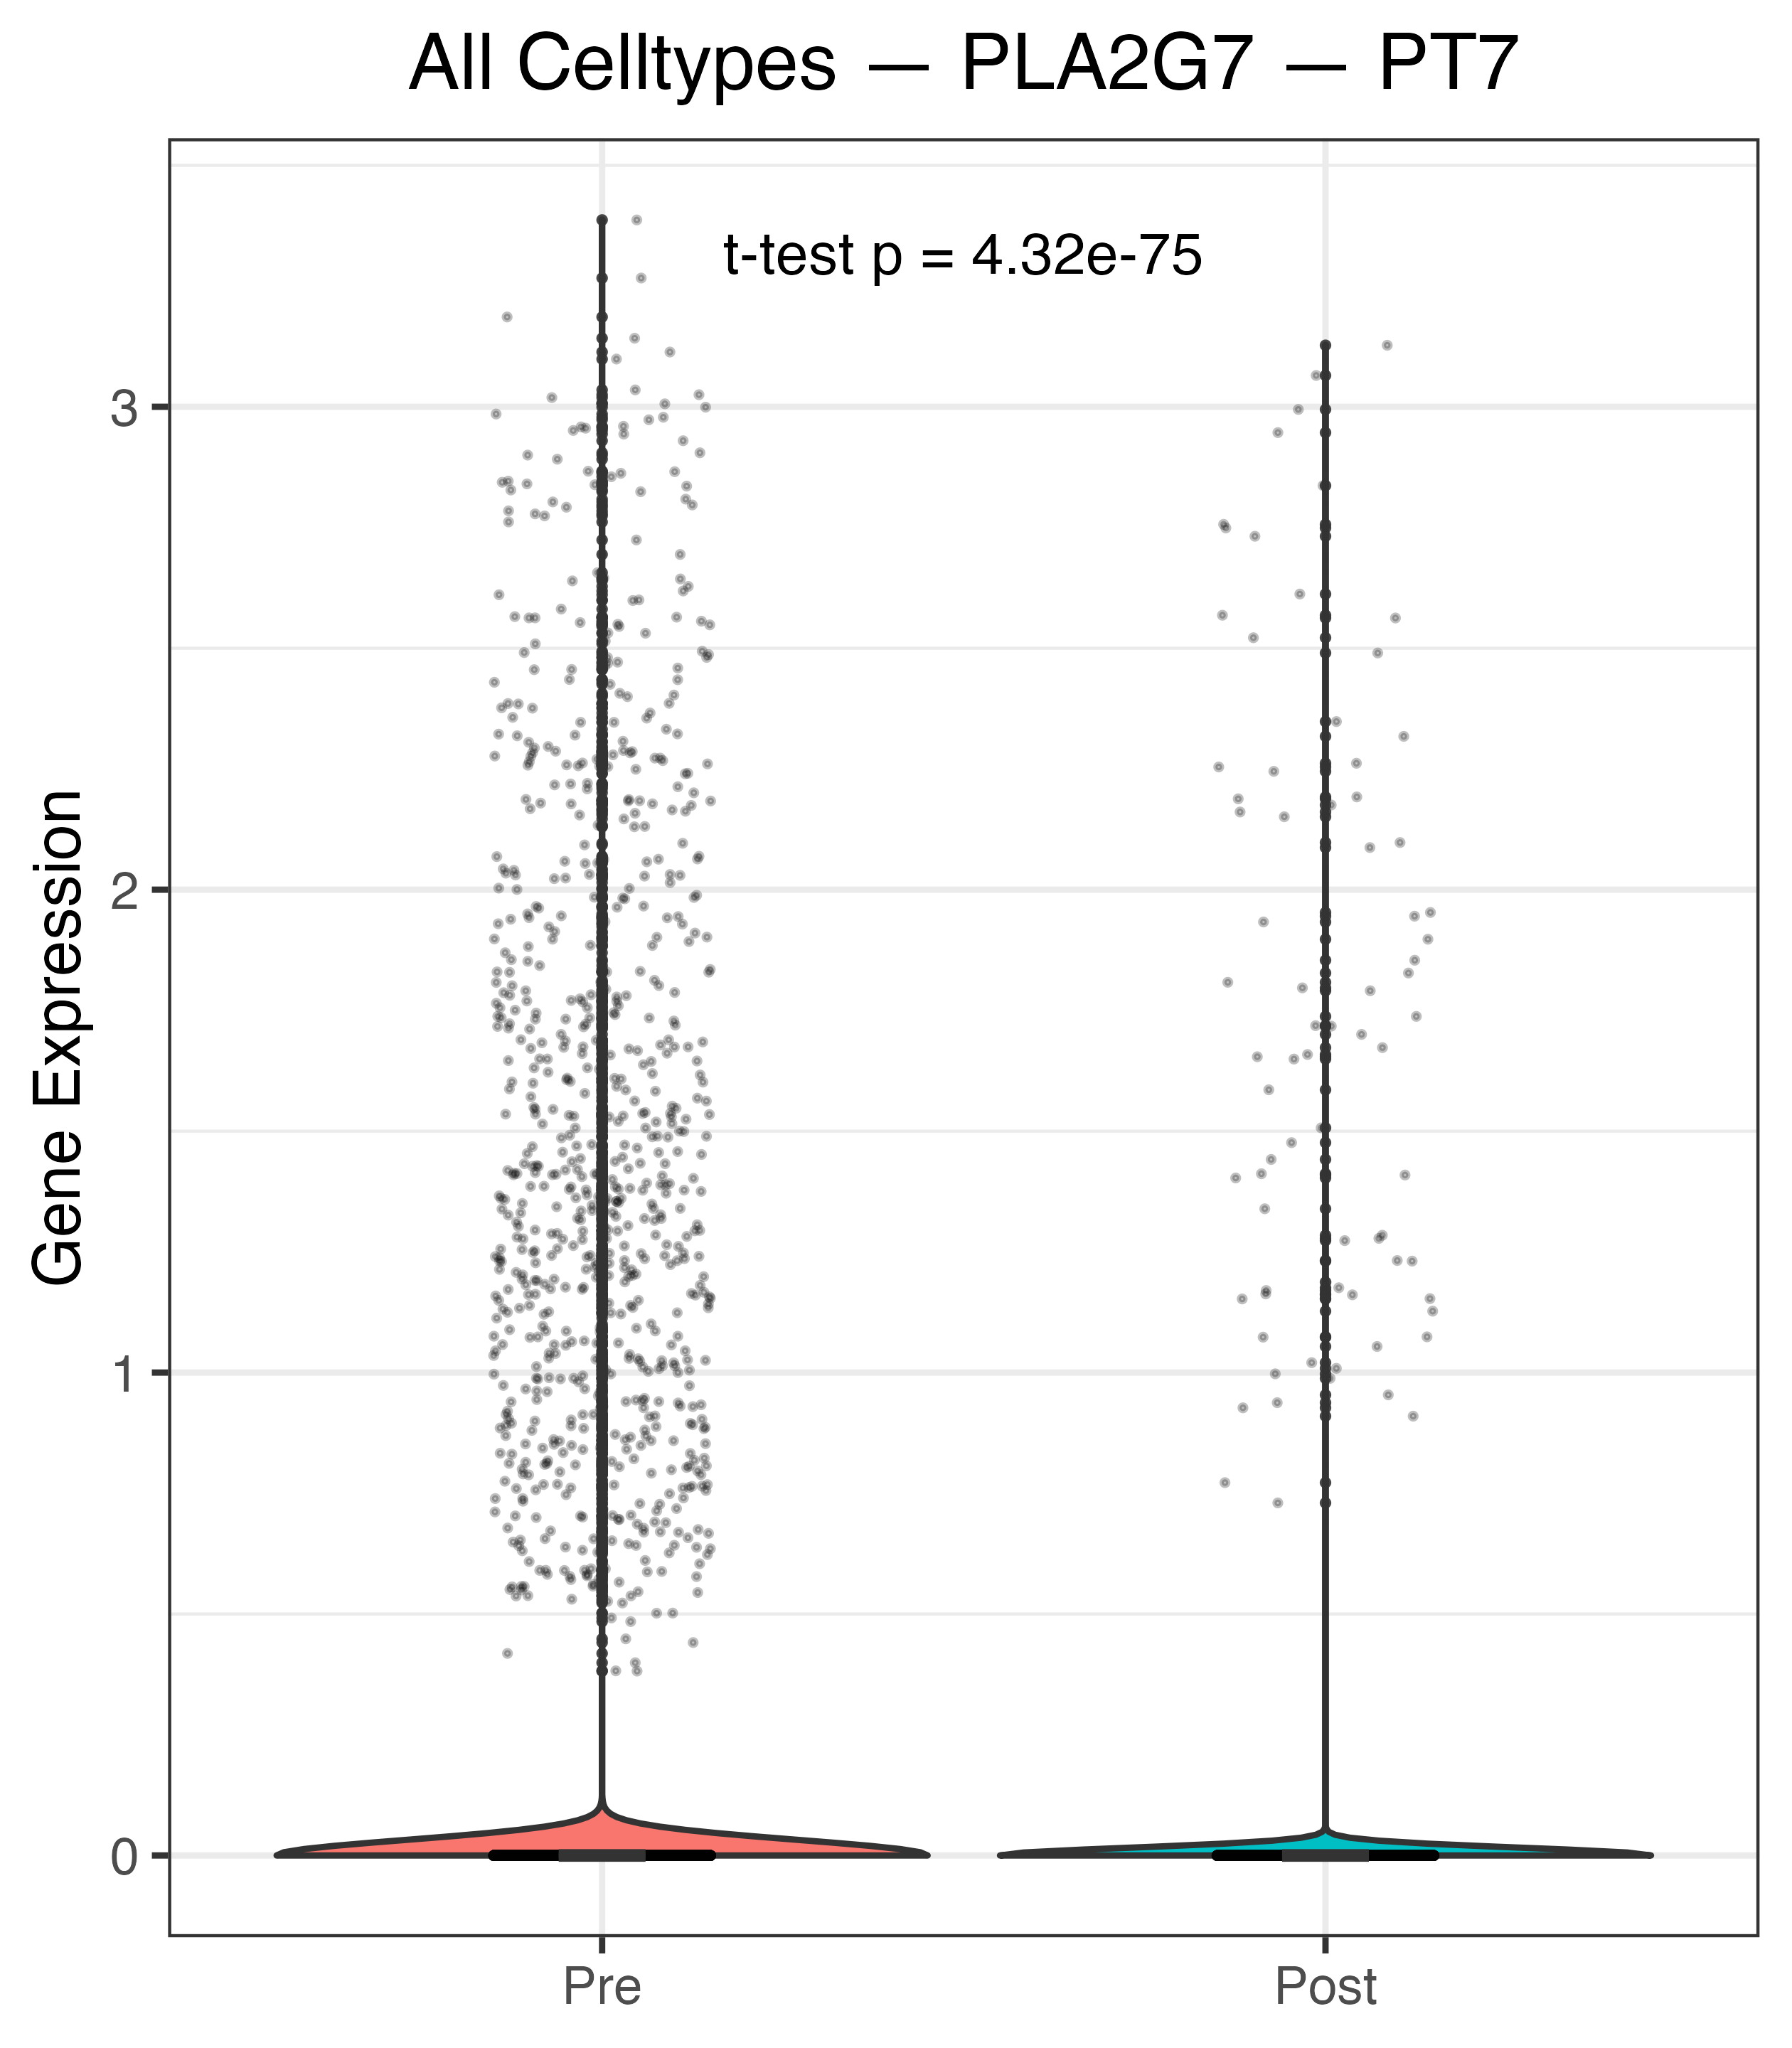 All Celltypes — PLA2G7 — PT7
t-test p = 4.32e-75
Gene Expression
3
2
1
0
Pre
Post